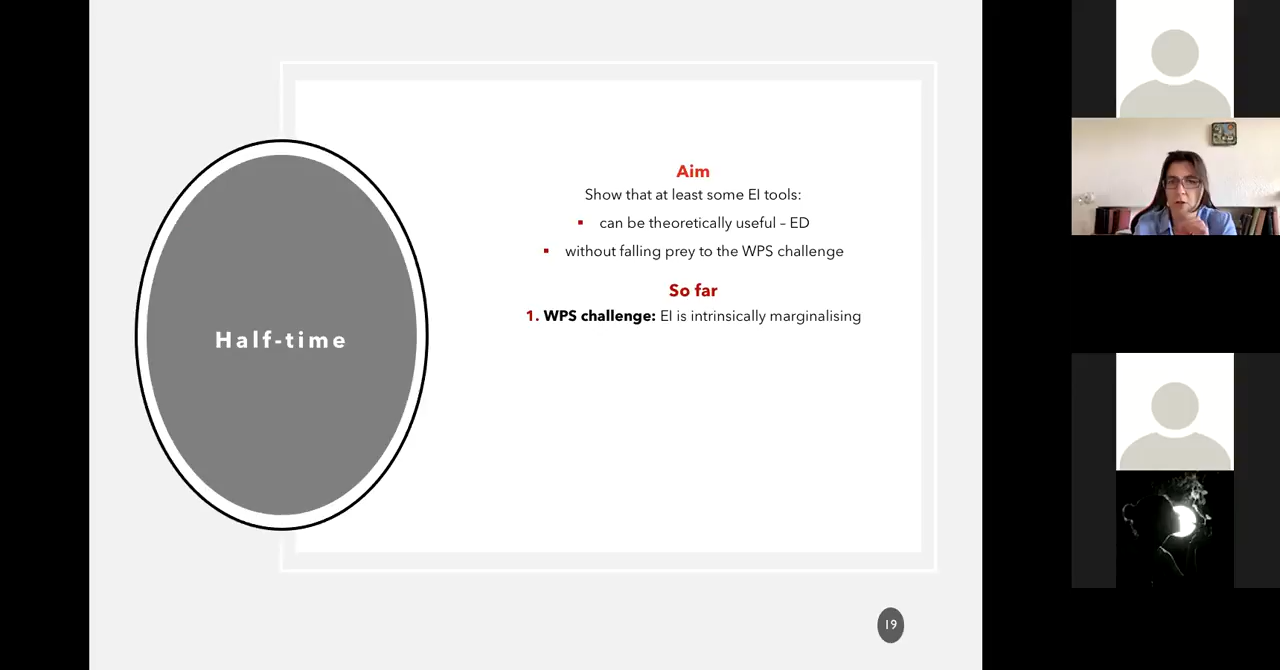 Half-time
Aim
Show that at least some EI tools:
▪ can be theoretically useful – ED
▪ without falling prey to the WPS challenge
So far
1. WPS challenge: EI is intrinsically marginalising
19